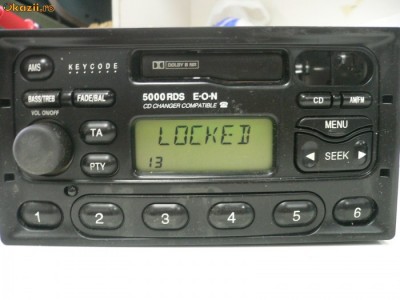 Okazii.ro
AMS
KEYCODE
DOLBY B NR
BASS/TREB
FADE/BAL
5000 RDS E·O·N
CD CHANGER COMPATIBLE
CD
AM/FM
VOL ON/OFF
TA
LOCKED
MENU
PTY
13
SEEK
1 2 3 4 5 6